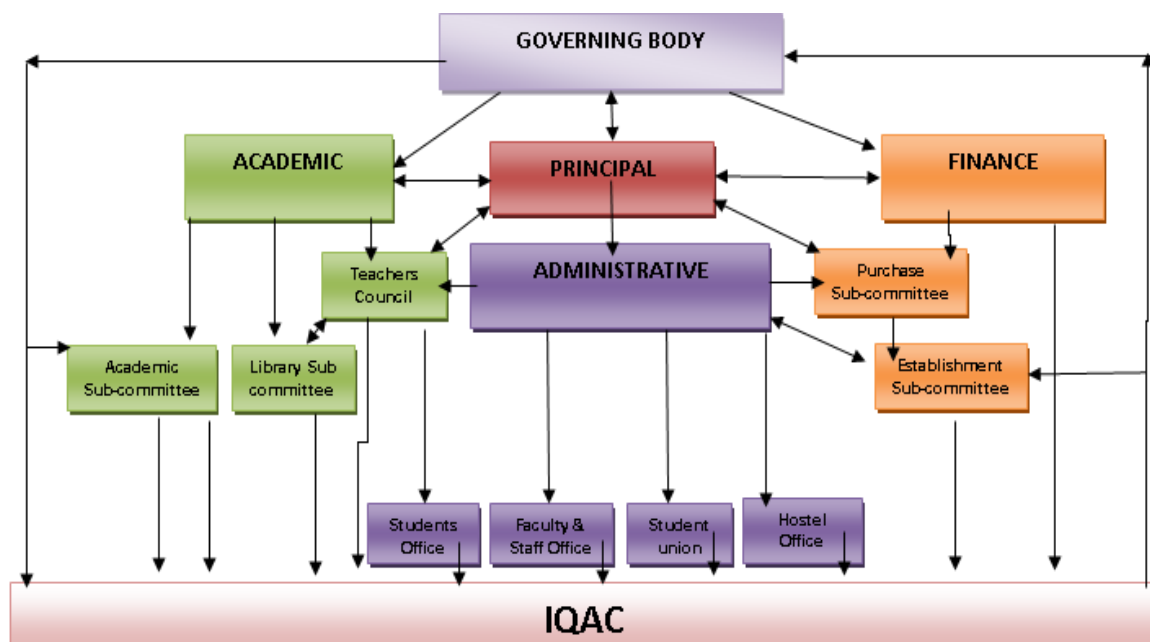 GOVERNING BODY
ACADEMIC
PRINCIPAL
FINANCE
Teachers
Council
ADMINISTRATIVE
Purchase
Sub-committee
Academic
Sub-committee
Library Sub
committee
Establishment
Sub-committee
Students
Office
Faculty &
Staff Office
Student
union
Hostel
Office
IQAC